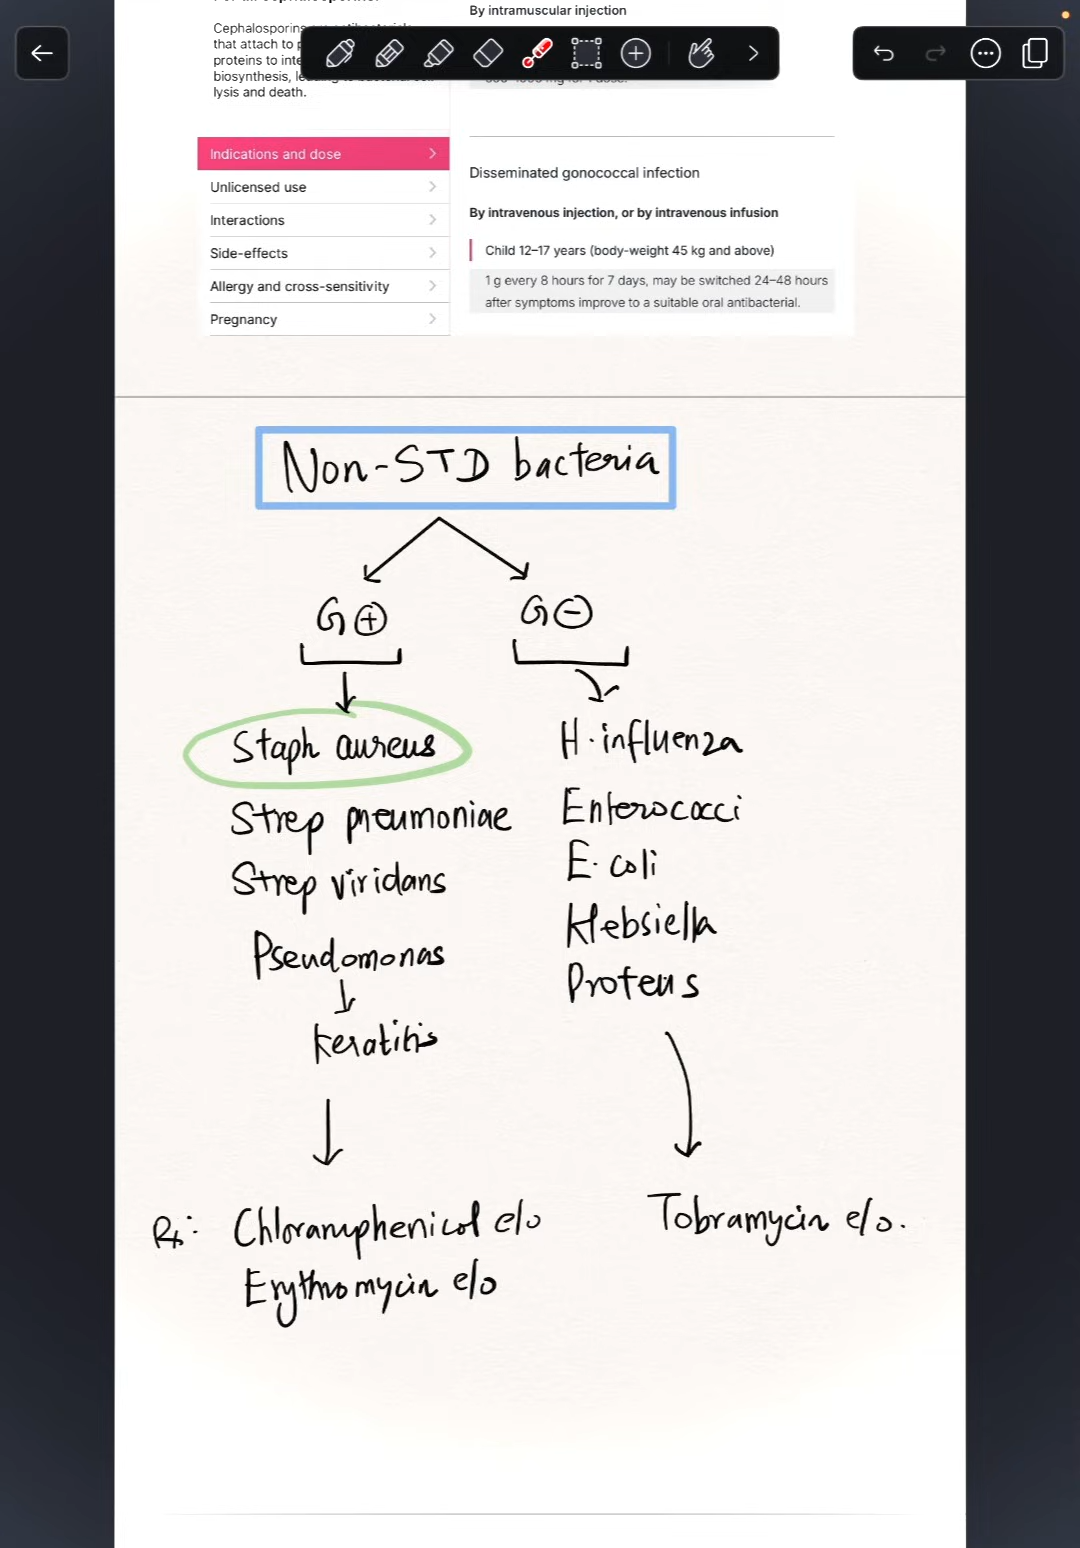 By intramuscular injection
Cephalosporins
that attach to p
proteins to inte
biosynthesis,
lysis and death.
Indications and dose
Unlicensed use
Interactions
Side-effects
Allergy and cross-sensitivity
Pregnancy
Disseminated gonococcal infection
By intravenous injection, or by intravenous infusion
Child 12–17 years (body-weight 45 kg and above)
1 g every 8 hours for 7 days, may be switched 24–48 hours
after symptoms improve to a suitable oral antibacterial.
Non-STD bacteria
G +
G -
Staph aureus
Strep pneumoniae
Strep viridans
Pseudomonas
Keratitis
H. influenza
Enterococci
E. coli
Klebsiella
Proteus
Rx: Chloramphenicol e/o
Erythromycin e/o
Tobramycin e/o.